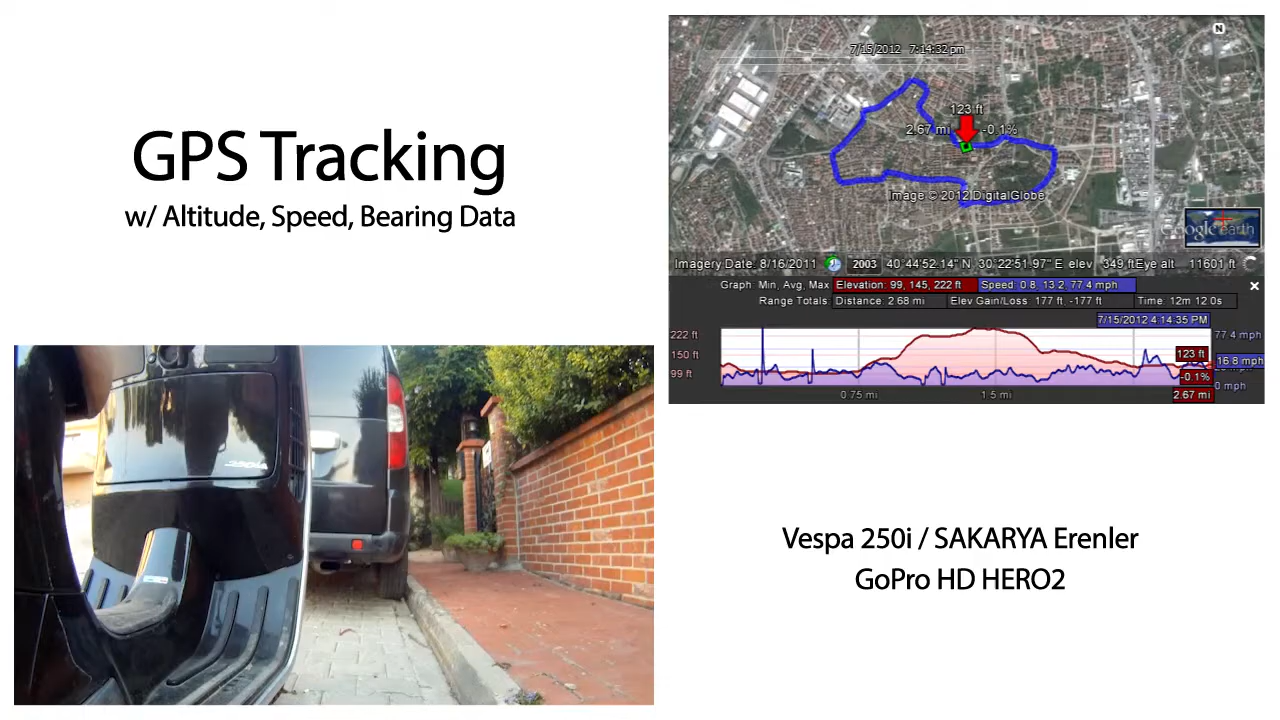 GPS Tracking
w/ Altitude, Speed, Bearing Data
N
7/15/2012 7:14:32 pm
123 ft
2.67 mi -0.1%
Image © 2012 DigitalGlobe
Google earth
Imagery Date: 8/16/2011 2003 40°44'52.14" N 30°22'51.97" E elev 349 ft Eye alt 11601 ft
Graph: Min, Avg, Max Elevation: 99, 145, 222 ft Speed: 0.8, 13.2, 77.4 mph
Range Totals: Distance: 2.68 mi Elev Gain/Loss: 177 ft, -177 ft Time: 12m 12.0s
7/15/2012 4:14:35 PM
222 ft 77.4 mph
150 ft 123 ft 16.8 mph
99 ft -0.1% 0 mph
0.75 mi 1.5 mi 2.67 mi
Vespa 250i / SAKARYA Erenler
GoPro HD HERO2